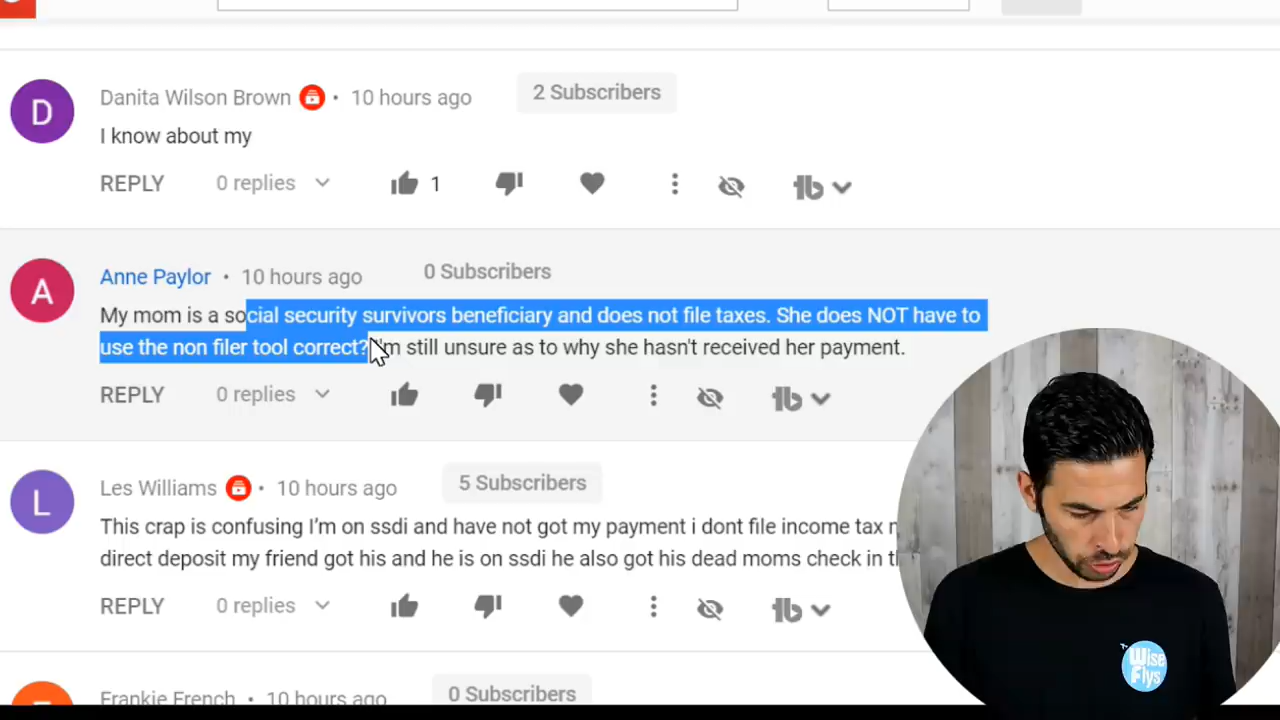 D
Danita Wilson Brown • 10 hours ago
2 Subscribers
I know about my
REPLY 0 replies 1
A
Anne Paylor • 10 hours ago
0 Subscribers
My mom is a social security survivors beneficiary and does not file taxes. She does NOT have to
use the non filer tool correct? I'm still unsure as to why she hasn't received her payment.
REPLY 0 replies
L
Les Williams • 10 hours ago
5 Subscribers
This crap is confusing I'm on ssdi and have not got my payment i dont file income tax
direct deposit my friend got his and he is on ssdi he also got his dead moms check in
REPLY 0 replies
Frankie French • 10 hours ago
0 Subscribers
Wise
Flys